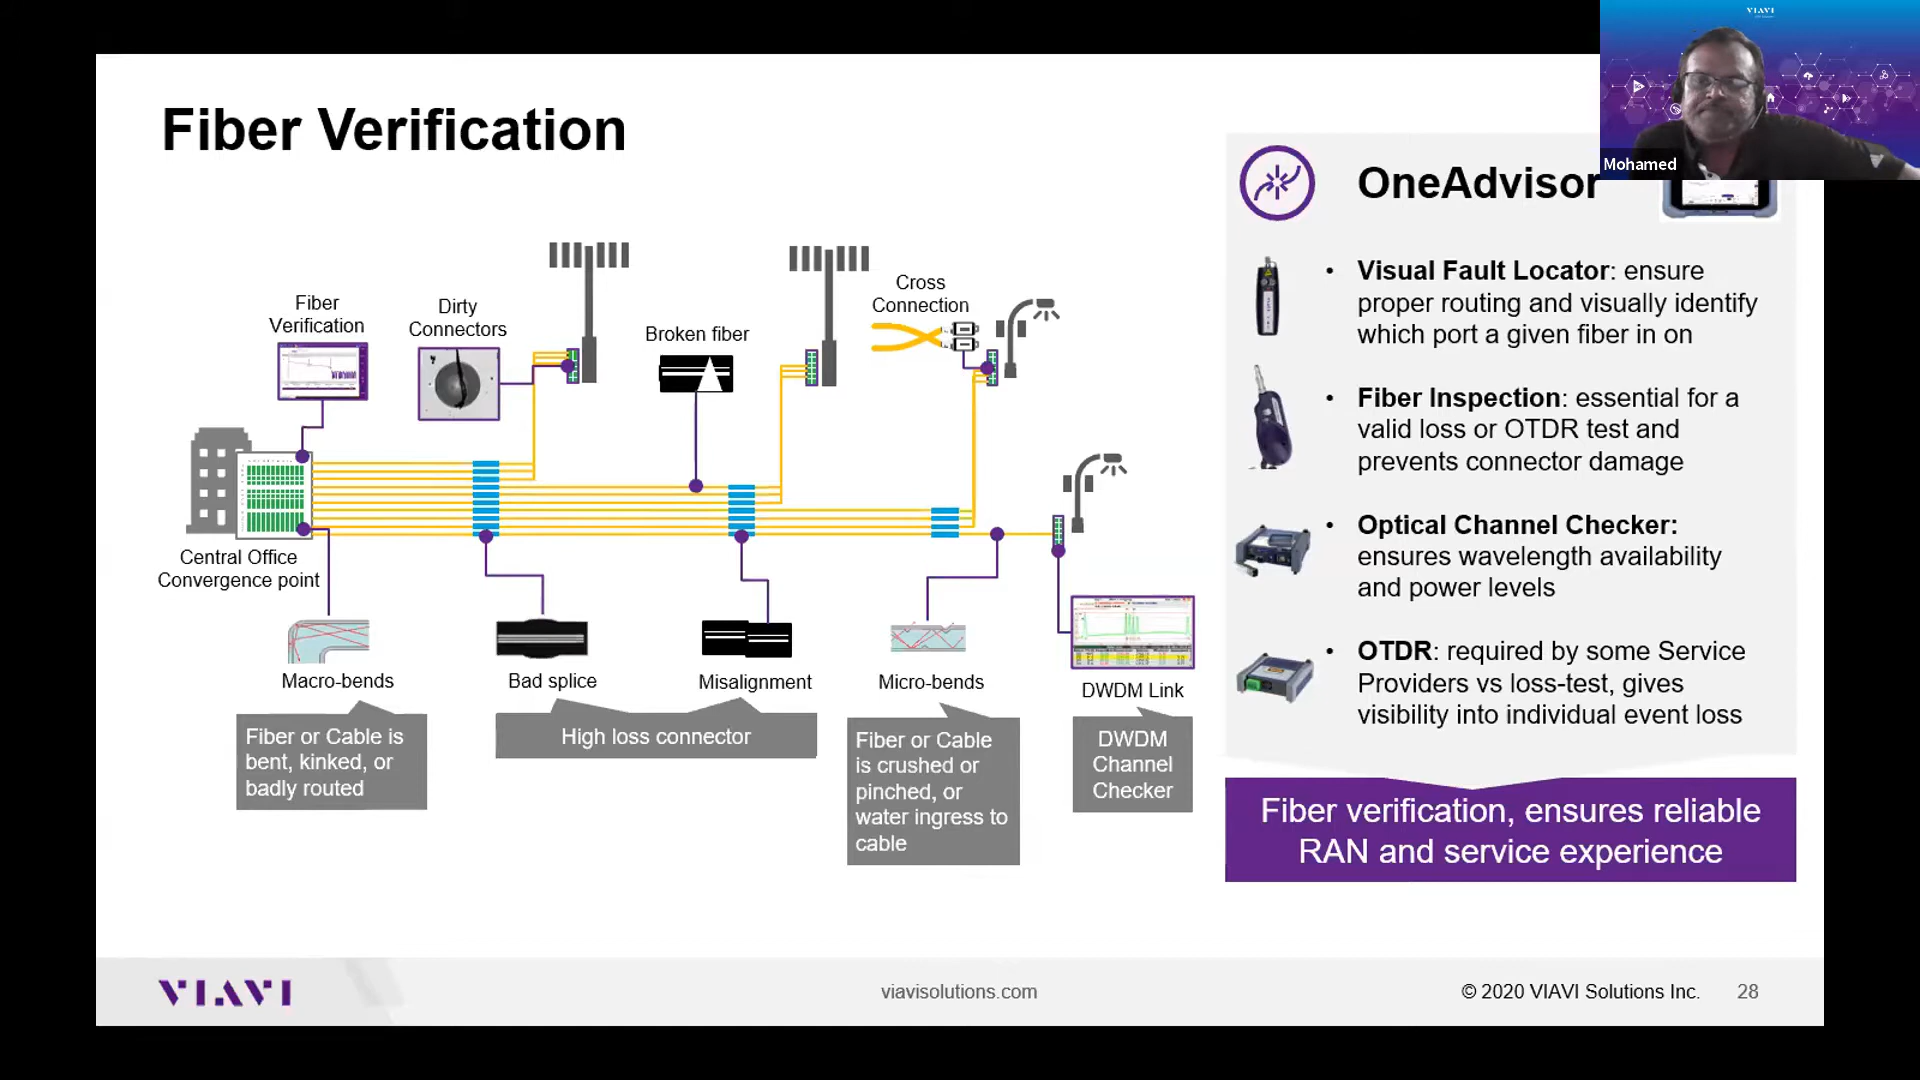 VIAVI
Mohamed
Fiber Verification
OneAdvisor
Fiber
Verification
Dirty
Connectors
Broken fiber
Cross
Connection
Central Office
Convergence point
Macro-bends
Bad splice
Misalignment
Micro-bends
DWDM Link
Fiber or Cable is
bent, kinked, or
badly routed
High loss connector
Fiber or Cable
is crushed or
pinched, or
water ingress to
cable
DWDM
Channel
Checker
• Visual Fault Locator: ensure
proper routing and visually identify
which port a given fiber in on
• Fiber Inspection: essential for a
valid loss or OTDR test and
prevents connector damage
• Optical Channel Checker:
ensures wavelength availability
and power levels
• OTDR: required by some Service
Providers vs loss-test, gives
visibility into individual event loss
Fiber verification, ensures reliable
RAN and service experience
VIAVI
viavisolutions.com
© 2020 VIAVI Solutions Inc.
28